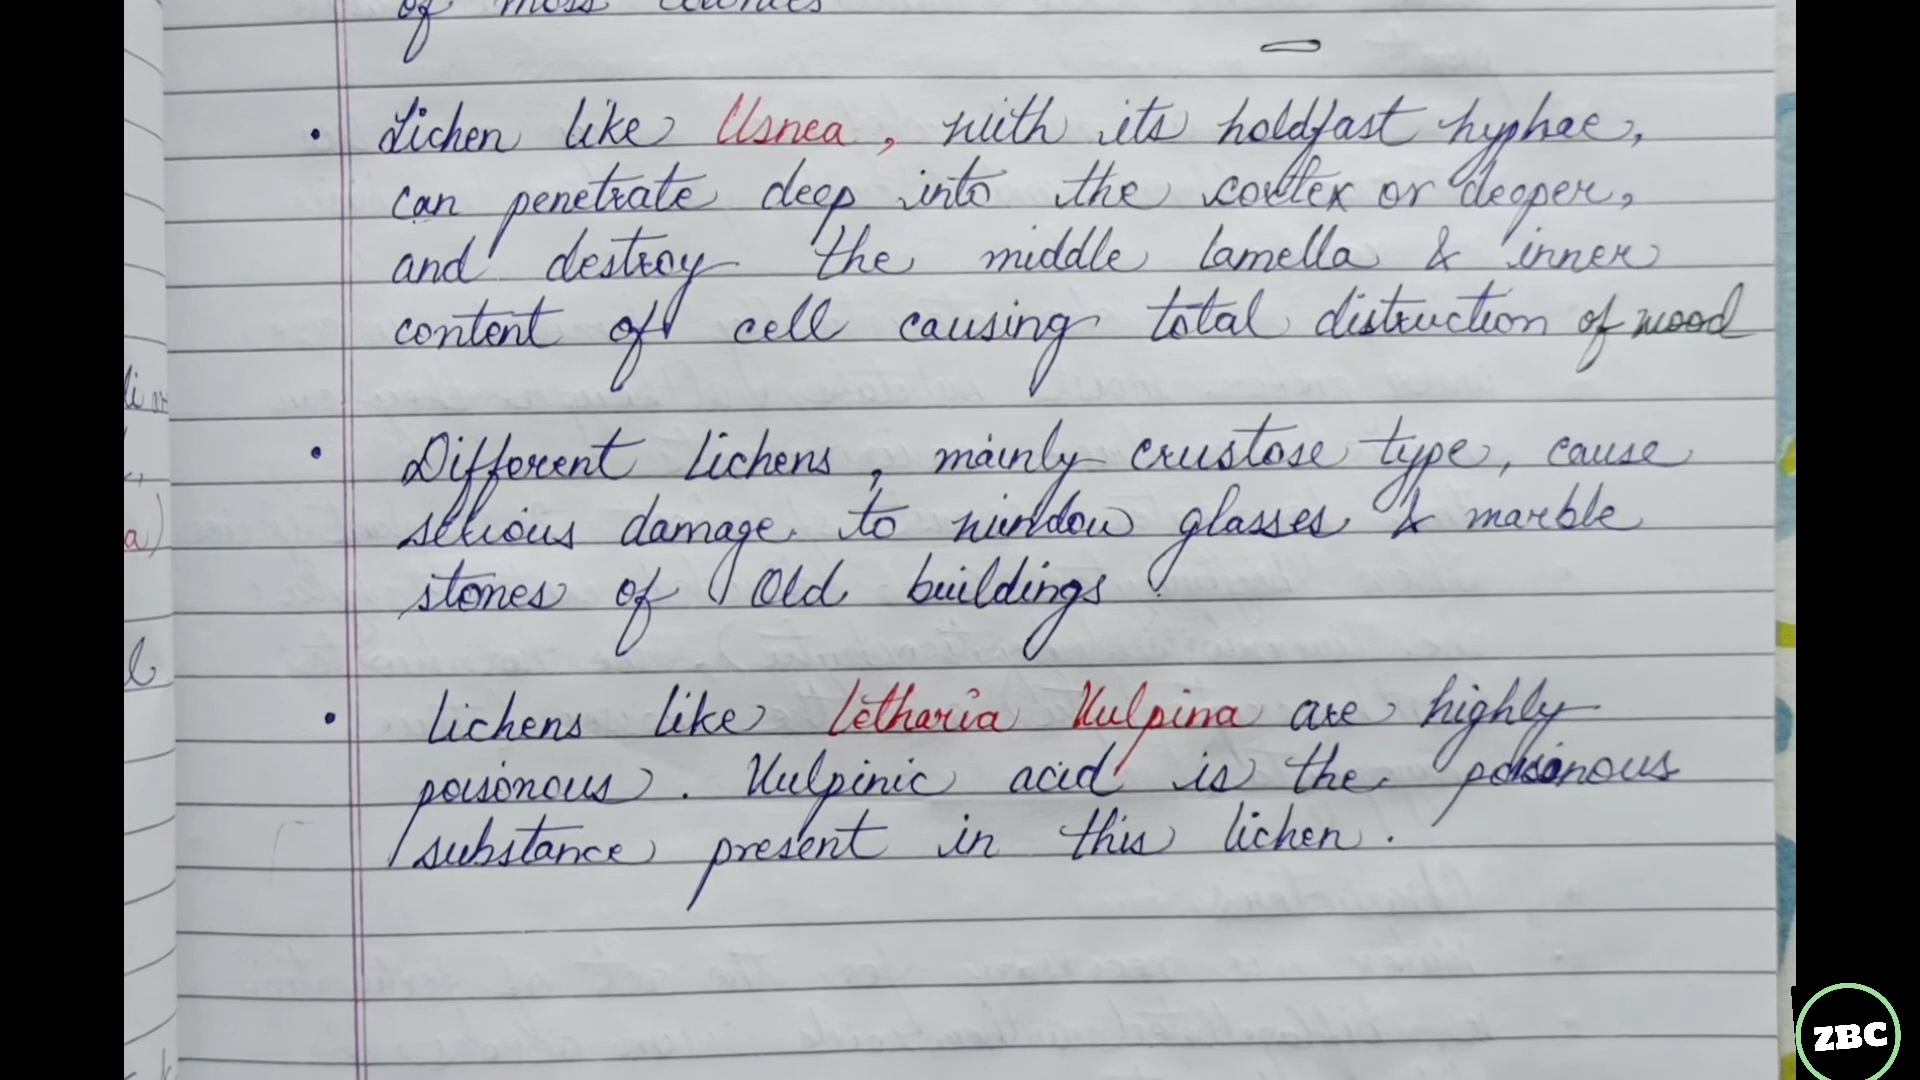 of moss colonies
• Lichen like Usnea, with its holdfast hyphae,
can penetrate deep into the cortex or deeper,
and destroy the middle lamella & inner
content of cell causing total distruction of wood
• Different lichens, mainly crustose type, cause
serious damage to window glasses & marble
stones of Old buildings
• lichens like Letharia Vulpina are highly
poisonous. Vulpinic acid is the poisonous
substance present in this lichen.
ZBC